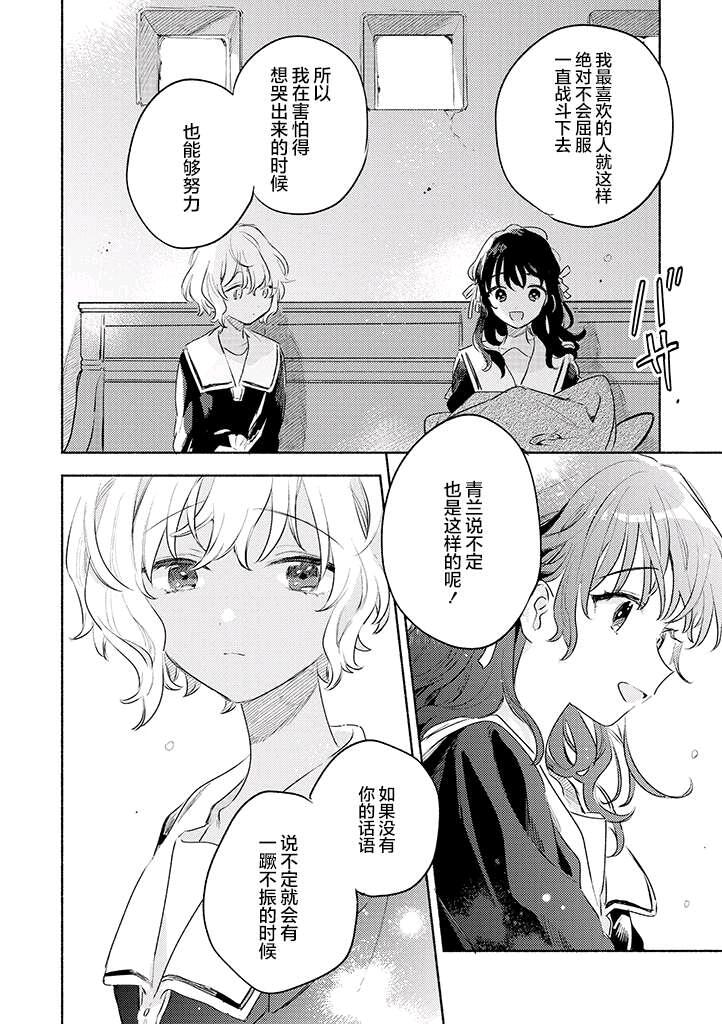 我最喜欢的人就这样
绝对不会屈服
一直战斗下去
所以
我在害怕得
想哭出来的时候
也能够努力
青兰说不定
也是这样的呢!
如果没有
你的话语
说不定就会有
一蹶不振的时候